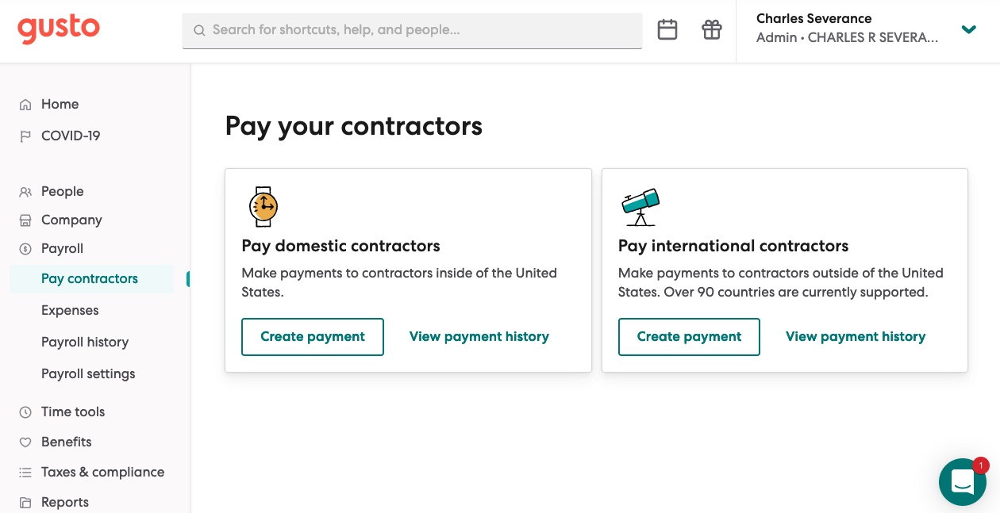 gusto
Search for shortcuts, help, and people...
Charles Severance
Admin • CHARLES R SEVERA...
Home
COVID-19
People
Company
Payroll
Pay contractors
Expenses
Payroll history
Payroll settings
Time tools
Benefits
Taxes & compliance
Reports
Pay your contractors
Pay domestic contractors
Make payments to contractors inside of the United
States.
Create payment
View payment history
Pay international contractors
Make payments to contractors outside of the United
States. Over 90 countries are currently supported.
Create payment
View payment history
1